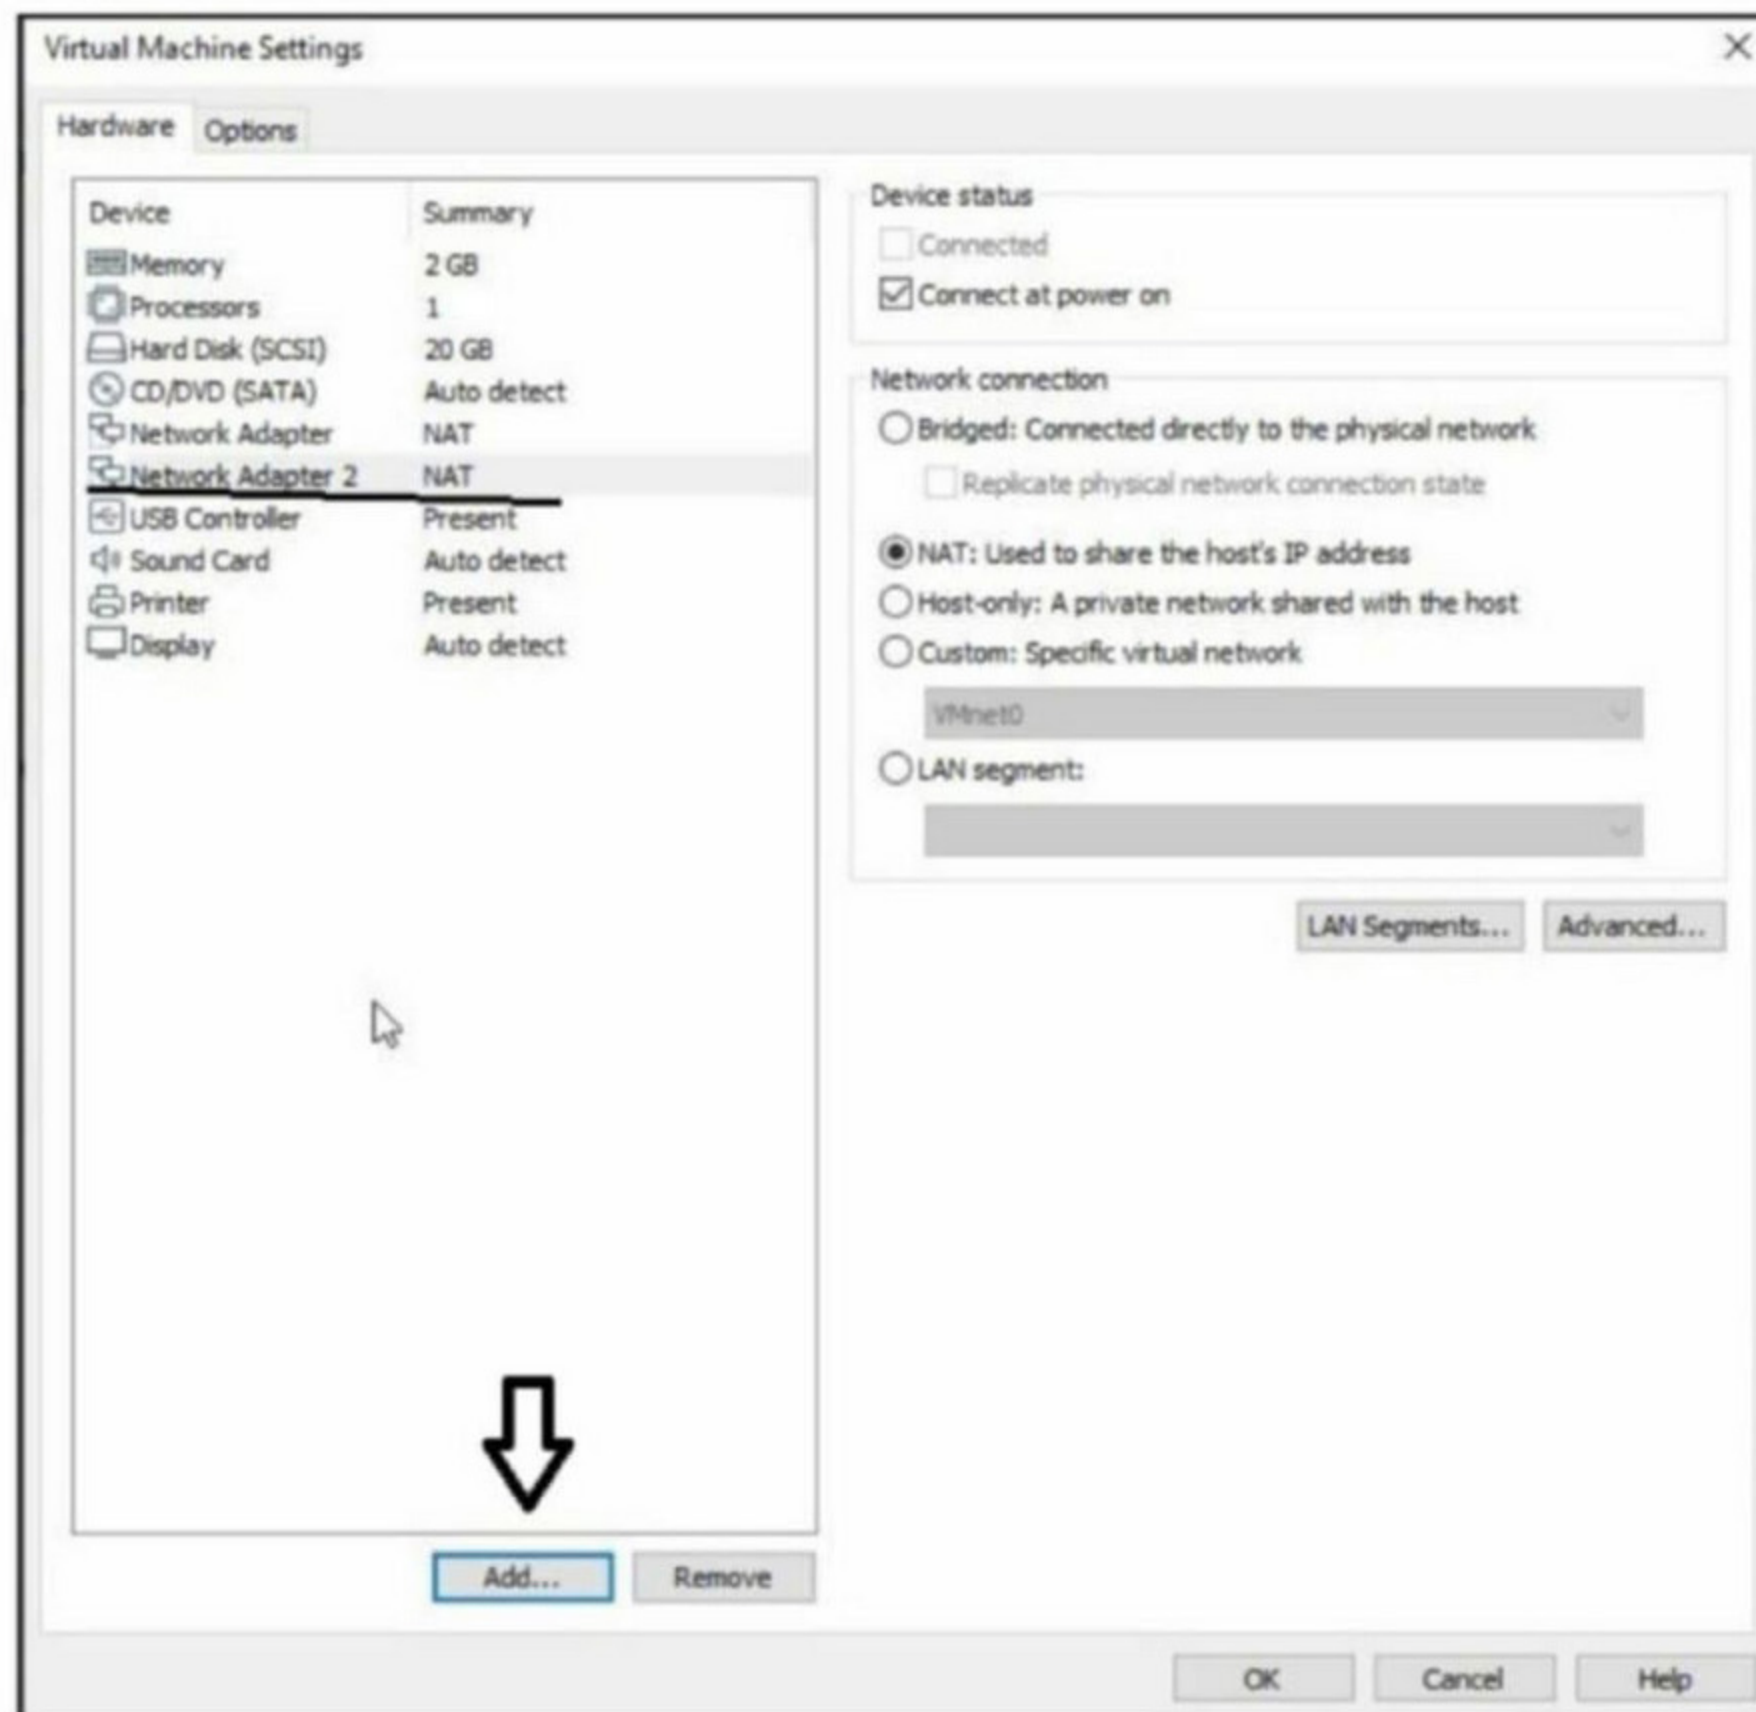 Virtual Machine Settings
Hardware Options
Device Summary
Memory 2 GB
Processors 1
Hard Disk (SCSI) 20 GB
CD/DVD (SATA) Auto detect
Network Adapter NAT
Network Adapter 2 NAT
USB Controller Present
Sound Card Auto detect
Printer Present
Display Auto detect
Add... Remove
Device status
Connected
Connect at power on
Network connection
Bridged: Connected directly to the physical network
Replicate physical network connection state
NAT: Used to share the host's IP address
Host-only: A private network shared with the host
Custom: Specific virtual network
VMnet0
LAN segment:
LAN Segments... Advanced...
OK Cancel Help